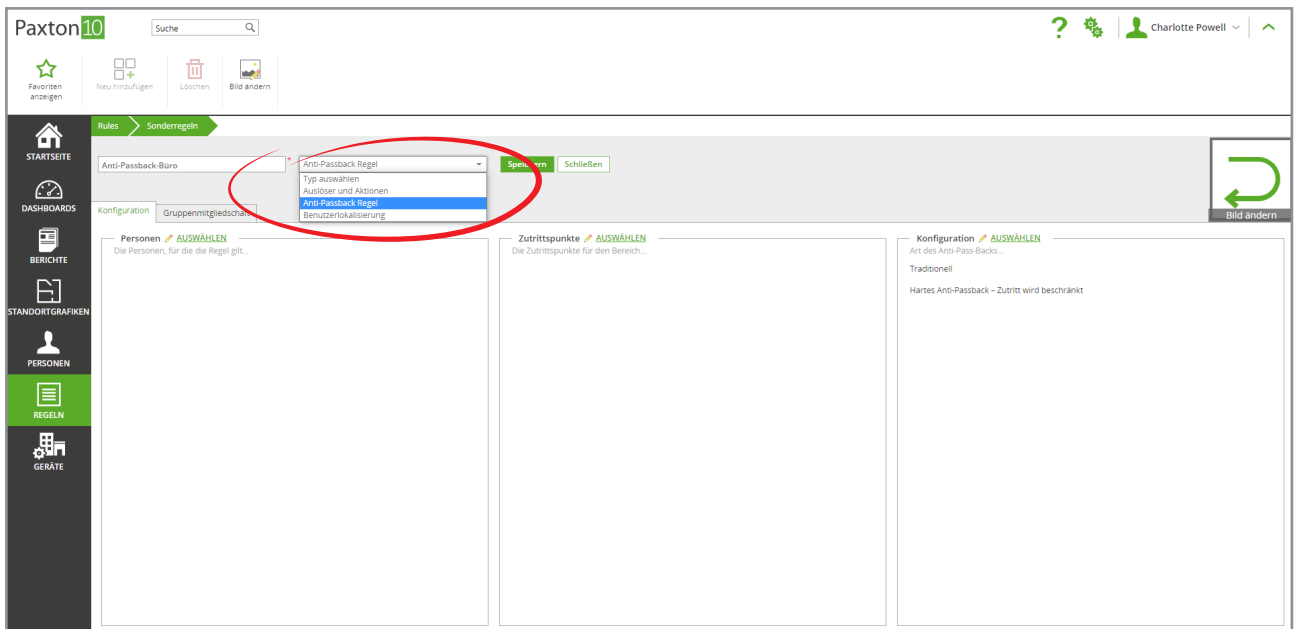 Paxton10
Suche
Charlotte Powell
Favoriten anzeigen
Neu hinzufügen
Löschen
Bild ändern
STARTSEITE
DASHBOARDS
BERICHTE
STANDORTGRAFIKEN
PERSONEN
REGELN
GERÄTE
Rules
Sonderregeln
Anti-Passback-Büro
*
Anti-Passback Regel
Typ auswählen
Auslöser und Aktionen
Anti-Passback Regel
Benutzerlokalisierung
Speichern
Schließen
Bild ändern
Konfiguration
Gruppenmitgliedschaft
Personen AUSWÄHLEN
Die Personen, für die die Regel gilt...
Zutrittspunkte AUSWÄHLEN
Die Zutrittspunkte für den Bereich...
Konfiguration AUSWÄHLEN
Art des Anti-Pass-Backs...
Traditionell
Hartes Anti-Passback – Zutritt wird beschränkt